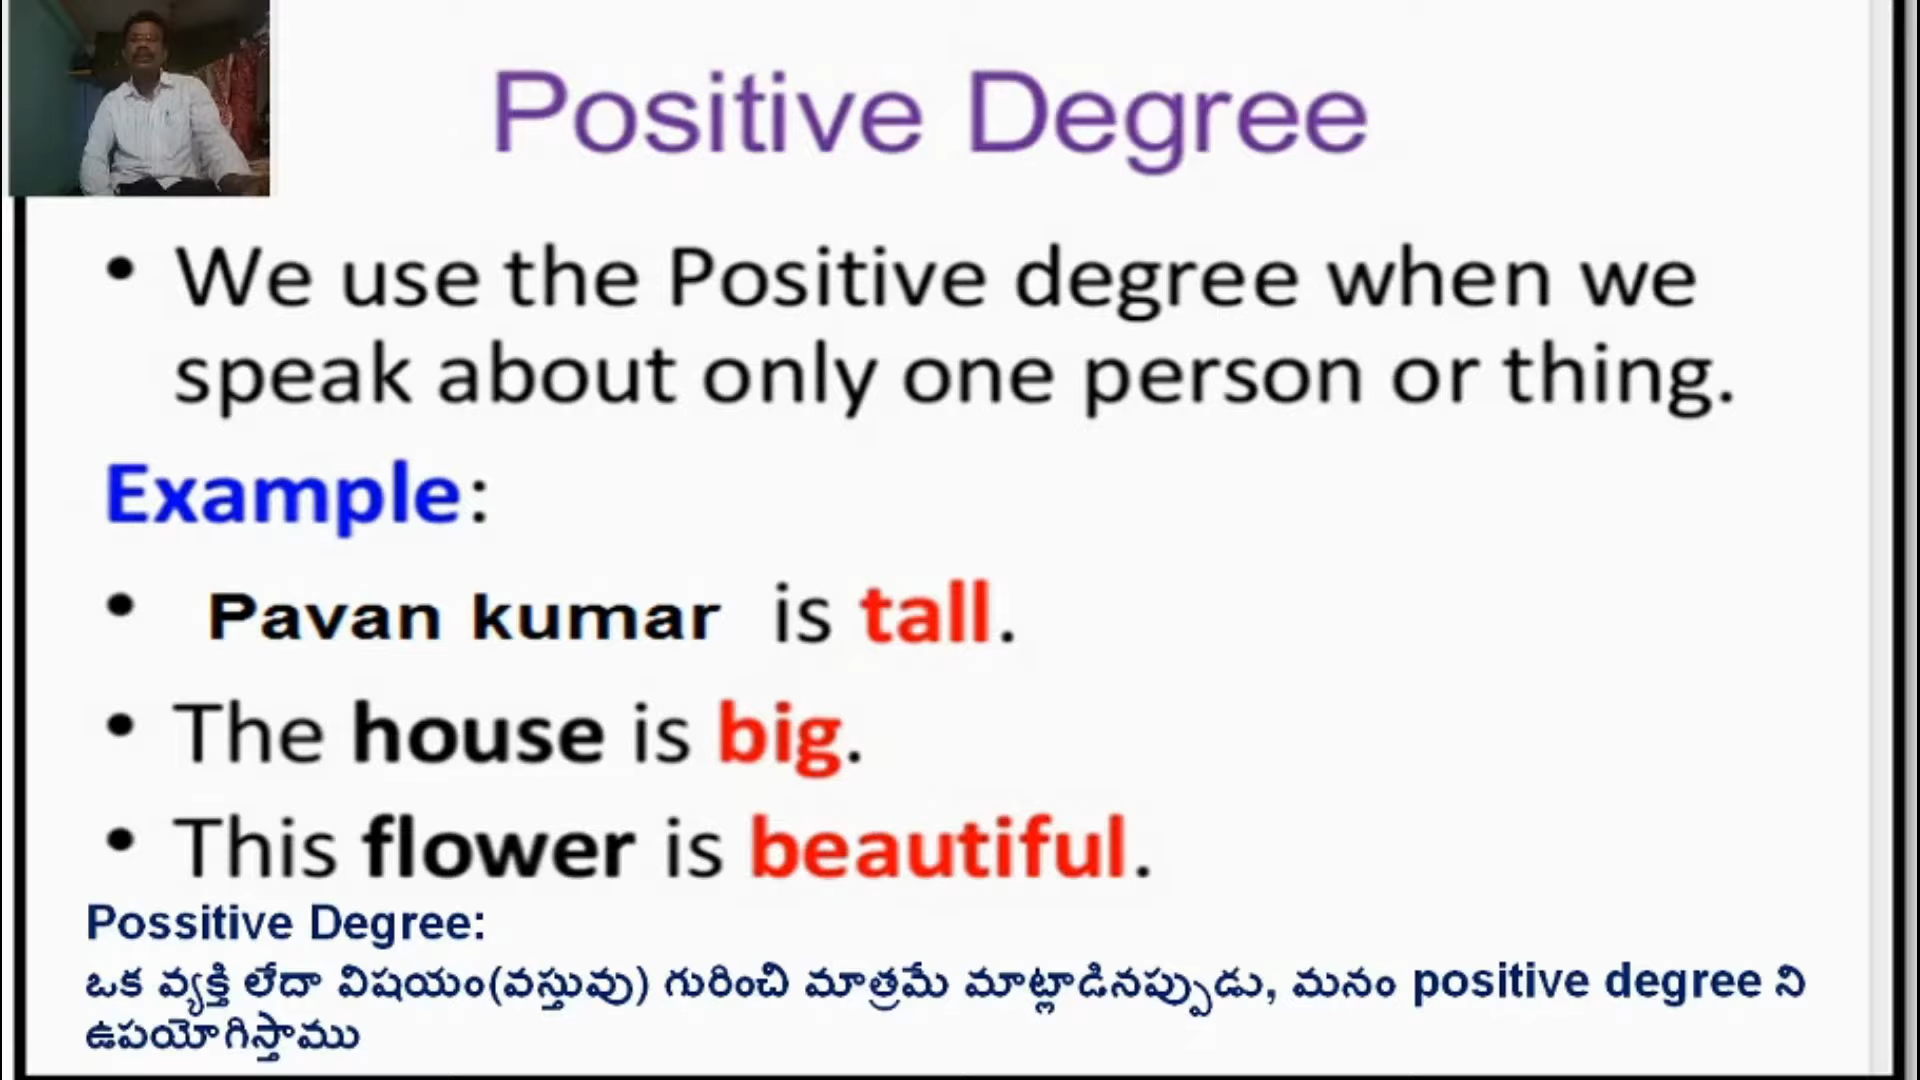 Positive Degree
• We use the Positive degree when we
speak about only one person or thing.
Example:
• Pavan kumar is tall.
• The house is big.
• This flower is beautiful.
Possitive Degree:
ఒక వ్యక్తి లేదా విషయం(వస్తువు) గురించి మాత్రమే మాట్లాడినప్పుడు, మనం positive degree ని
ఉపయోగిస్తాము